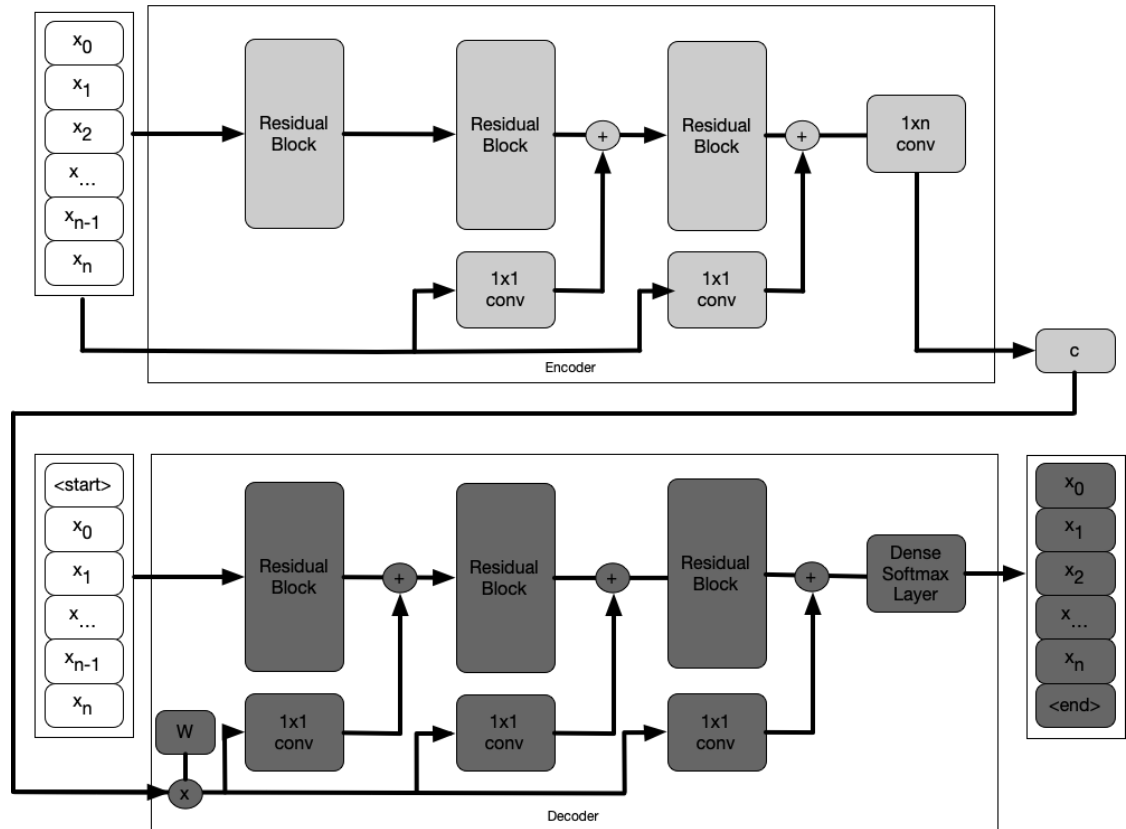 x0
x1
x2
x...
xn-1
xn
Residual
Block
Residual
Block
+
Residual
Block
+
1xn
conv
1x1
conv
1x1
conv
Encoder
c
<start>
x0
x1
x...
xn-1
xn
Residual
Block
+
Residual
Block
+
Residual
Block
+
Dense
Softmax
Layer
x0
x1
x2
x...
xn
<end>
W
x
1x1
conv
1x1
conv
1x1
conv
Decoder